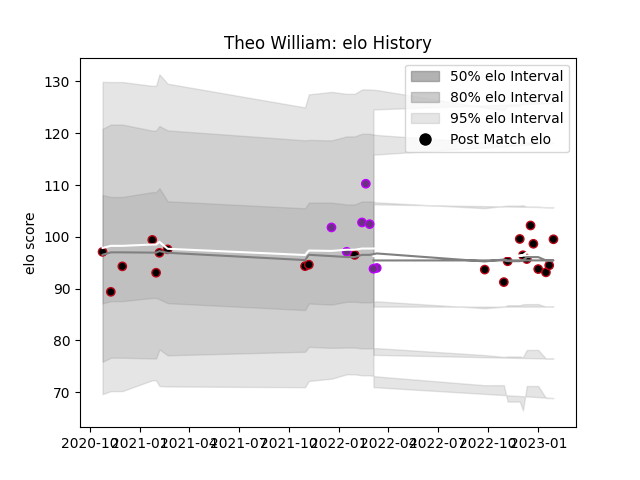 Theo William: elo History
50% elo Interval
80% elo Interval
95% elo Interval
Post Match elo
elo score
130
120
110
100
90
80
70
2020-10 2021-01 2021-04 2021-07 2021-10 2022-01 2022-04 2022-07 2022-10 2023-01